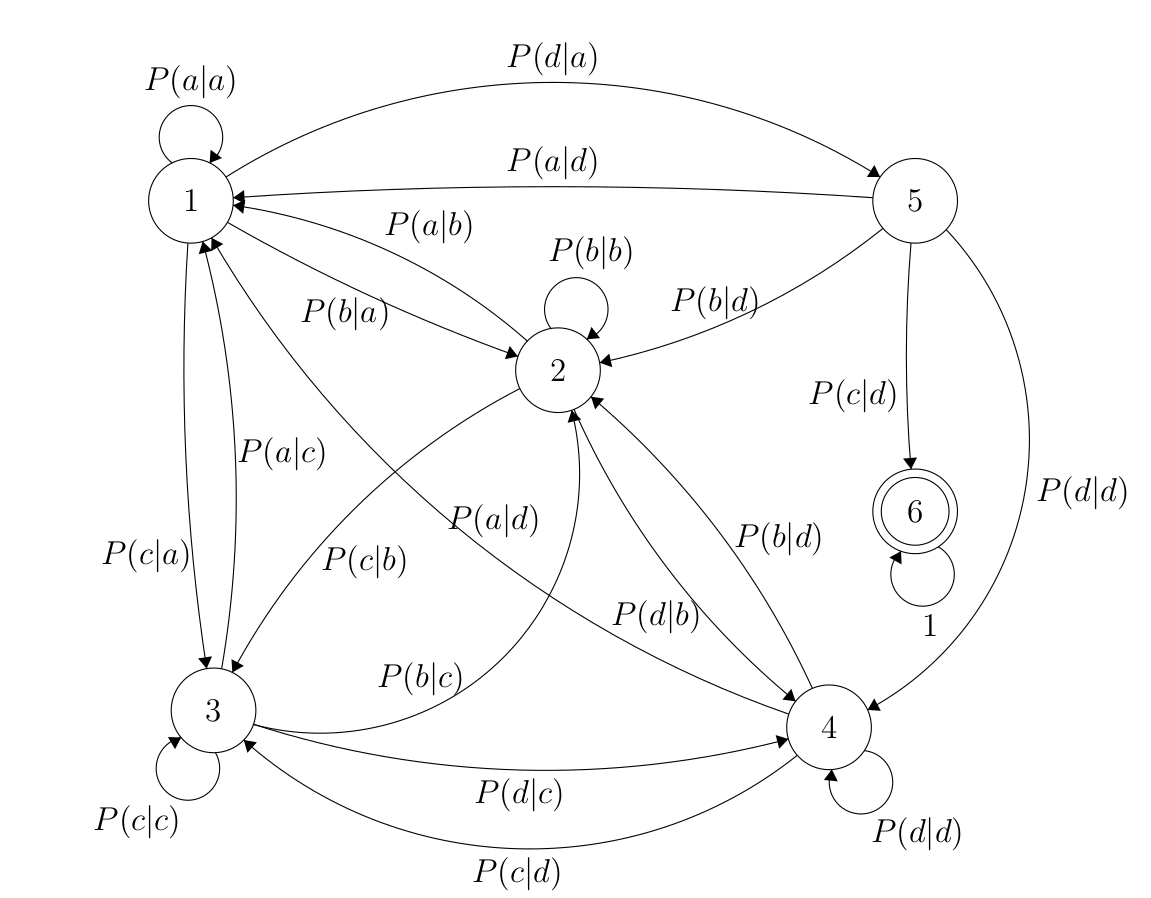 P(d|a)
P(a|a)
P(a|d)
1
5
P(a|b)
P(b|b)
P(b|d)
P(b|a)
2
P(c|d)
P(a|c)
P(d|d)
6
P(a|d)
P(b|d)
P(c|a)
P(c|b)
P(d|b)
1
P(b|c)
3
4
P(d|c)
P(c|c)
P(d|d)
P(c|d)